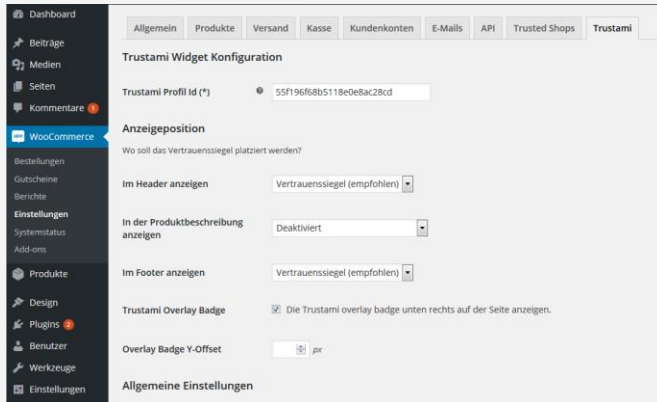 Dashboard
Beiträge
Medien
Seiten
Kommentare 1
WooCommerce
Bestellungen
Gutscheine
Berichte
Einstellungen
Systemstatus
Add-ons
Produkte
Design
Plugins 2
Benutzer
Werkzeuge
Einstellungen
Allgemein Produkte Versand Kasse Kundenkonten E-Mails API Trusted Shops Trustami
Trustami Widget Konfiguration
Trustami Profil Id (*) ? 55f196f68b5118e0e8ac28cd
Anzeigeposition
Wo soll das Vertrauenssiegel platziert werden?
Im Header anzeigen Vertrauenssiegel (empfohlen)
In der Produktbeschreibung
anzeigen Deaktiviert
Im Footer anzeigen Vertrauenssiegel (empfohlen)
Trustami Overlay Badge Die Trustami overlay badge unten rechts auf der Seite anzeigen.
Overlay Badge Y-Offset px
Allgemeine Einstellungen